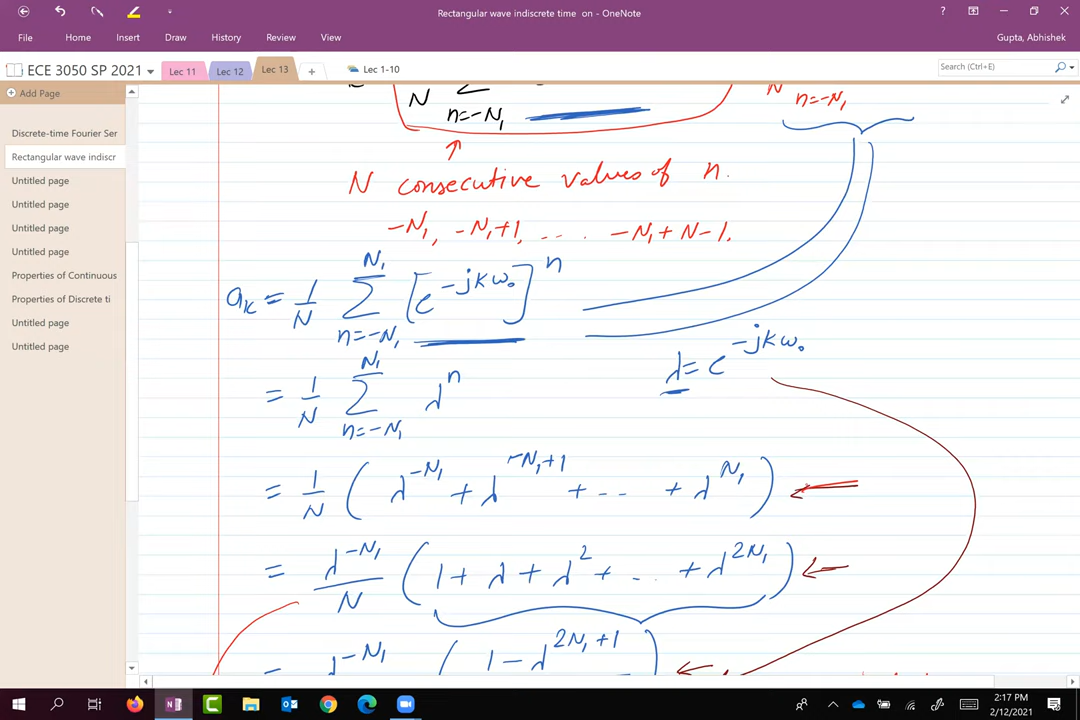 Rectangular wave indiscrete time on - OneNote
?
File Home Insert Draw History Review View
Gupta, Abhishek
ECE 3050 SP 2021 Lec 11 Lec 12 Lec 13 + Lec 1-10
Search (Ctrl+E)
Add Page
Discrete-time Fourier Ser
Rectangular wave indiscr
Untitled page
Untitled page
Untitled page
Untitled page
Properties of Continuous
Properties of Discrete ti
Untitled page
Untitled page
N n=-N₁ N n=-N₁
N consecutive values of n.
-N₁, -N₁+1, .... -N₁+N-1.
aₖ = 1/N Σ_{n=-N₁}^{N₁} [e^{-jkω₀}]^n
λ = e^{-jkω₀}
= 1/N Σ_{n=-N₁}^{N₁} λ^n
= 1/N ( λ^{-N₁} + λ^{-N₁+1} + ... + λ^{N₁} )
= λ^{-N₁}/N ( 1 + λ + λ^2 + ... + λ^{2N₁} )
= λ^{-N₁} ( 1 - λ^{2N₁+1} )
2:17 PM
2/12/2021